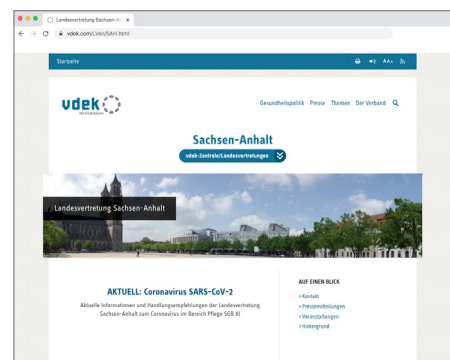 Landesvertretung Sachsen-An
vdek.com/LVen/SAH.html
Startseite
AAA
vdek
Die Ersatzkassen
Gesundheitspolitik Presse Themen Der Verband
Sachsen-Anhalt
vdek-Zentrale/Landesvertretungen
Landesvertretung Sachsen-Anhalt
AKTUELL: Coronavirus SARS-CoV-2
Aktuelle Informationen und Handlungsempfehlungen der Landesvertretung
Sachsen-Anhalt zum Coronavirus im Bereich Pflege SGB XI
AUF EINEN BLICK
» Kontakt
» Pressemitteilungen
» Veranstaltungen
» Hintergrund